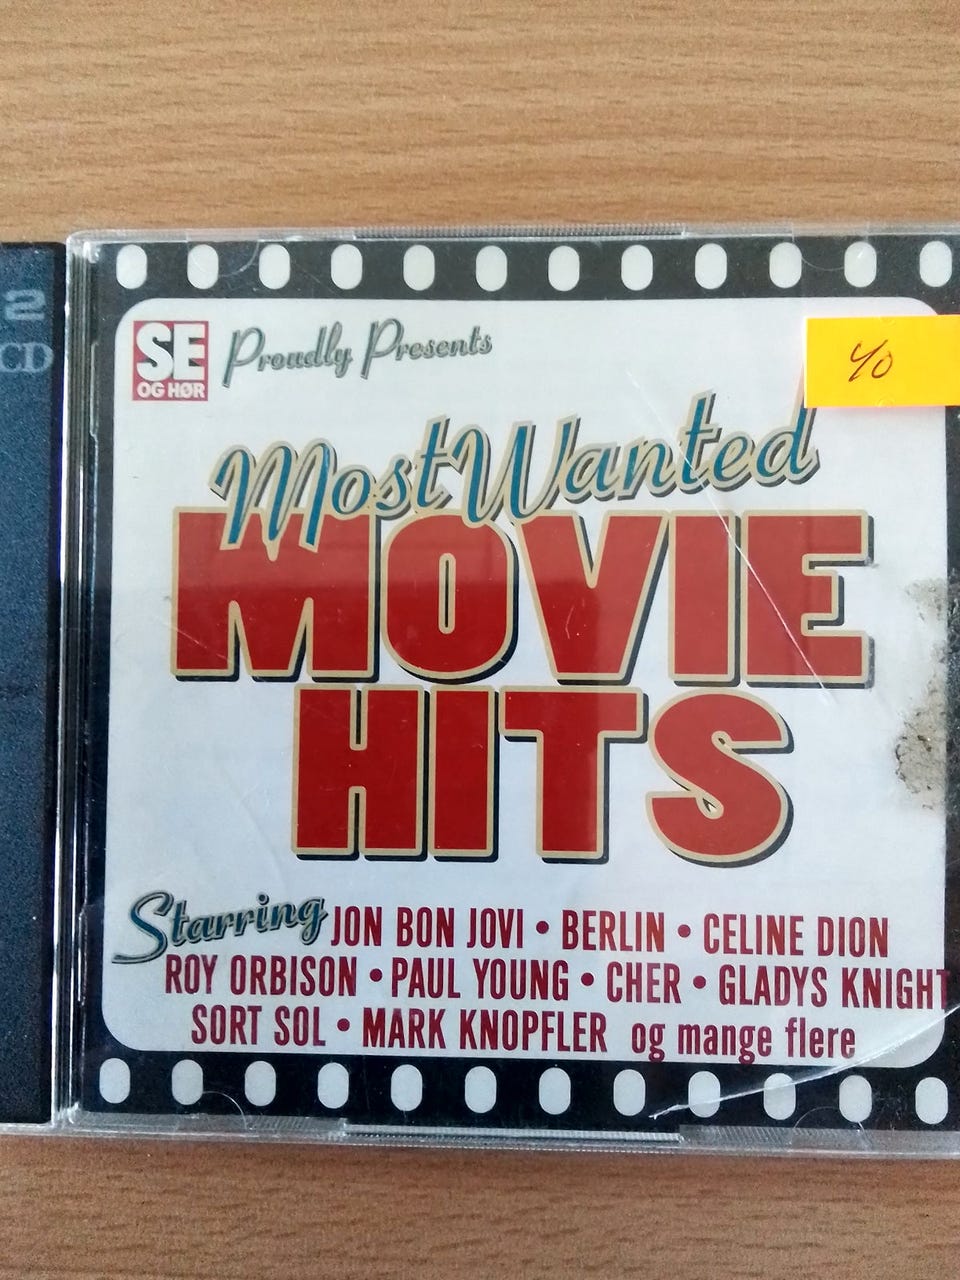 2
CD
SE
OG HØR
Proudly Presents
40
Most Wanted
MOVIE
HITS
Starring JON BON JOVI • BERLIN • CELINE DION
ROY ORBISON • PAUL YOUNG • CHER • GLADYS KNIGHT
SORT SOL • MARK KNOPFLER og mange flere